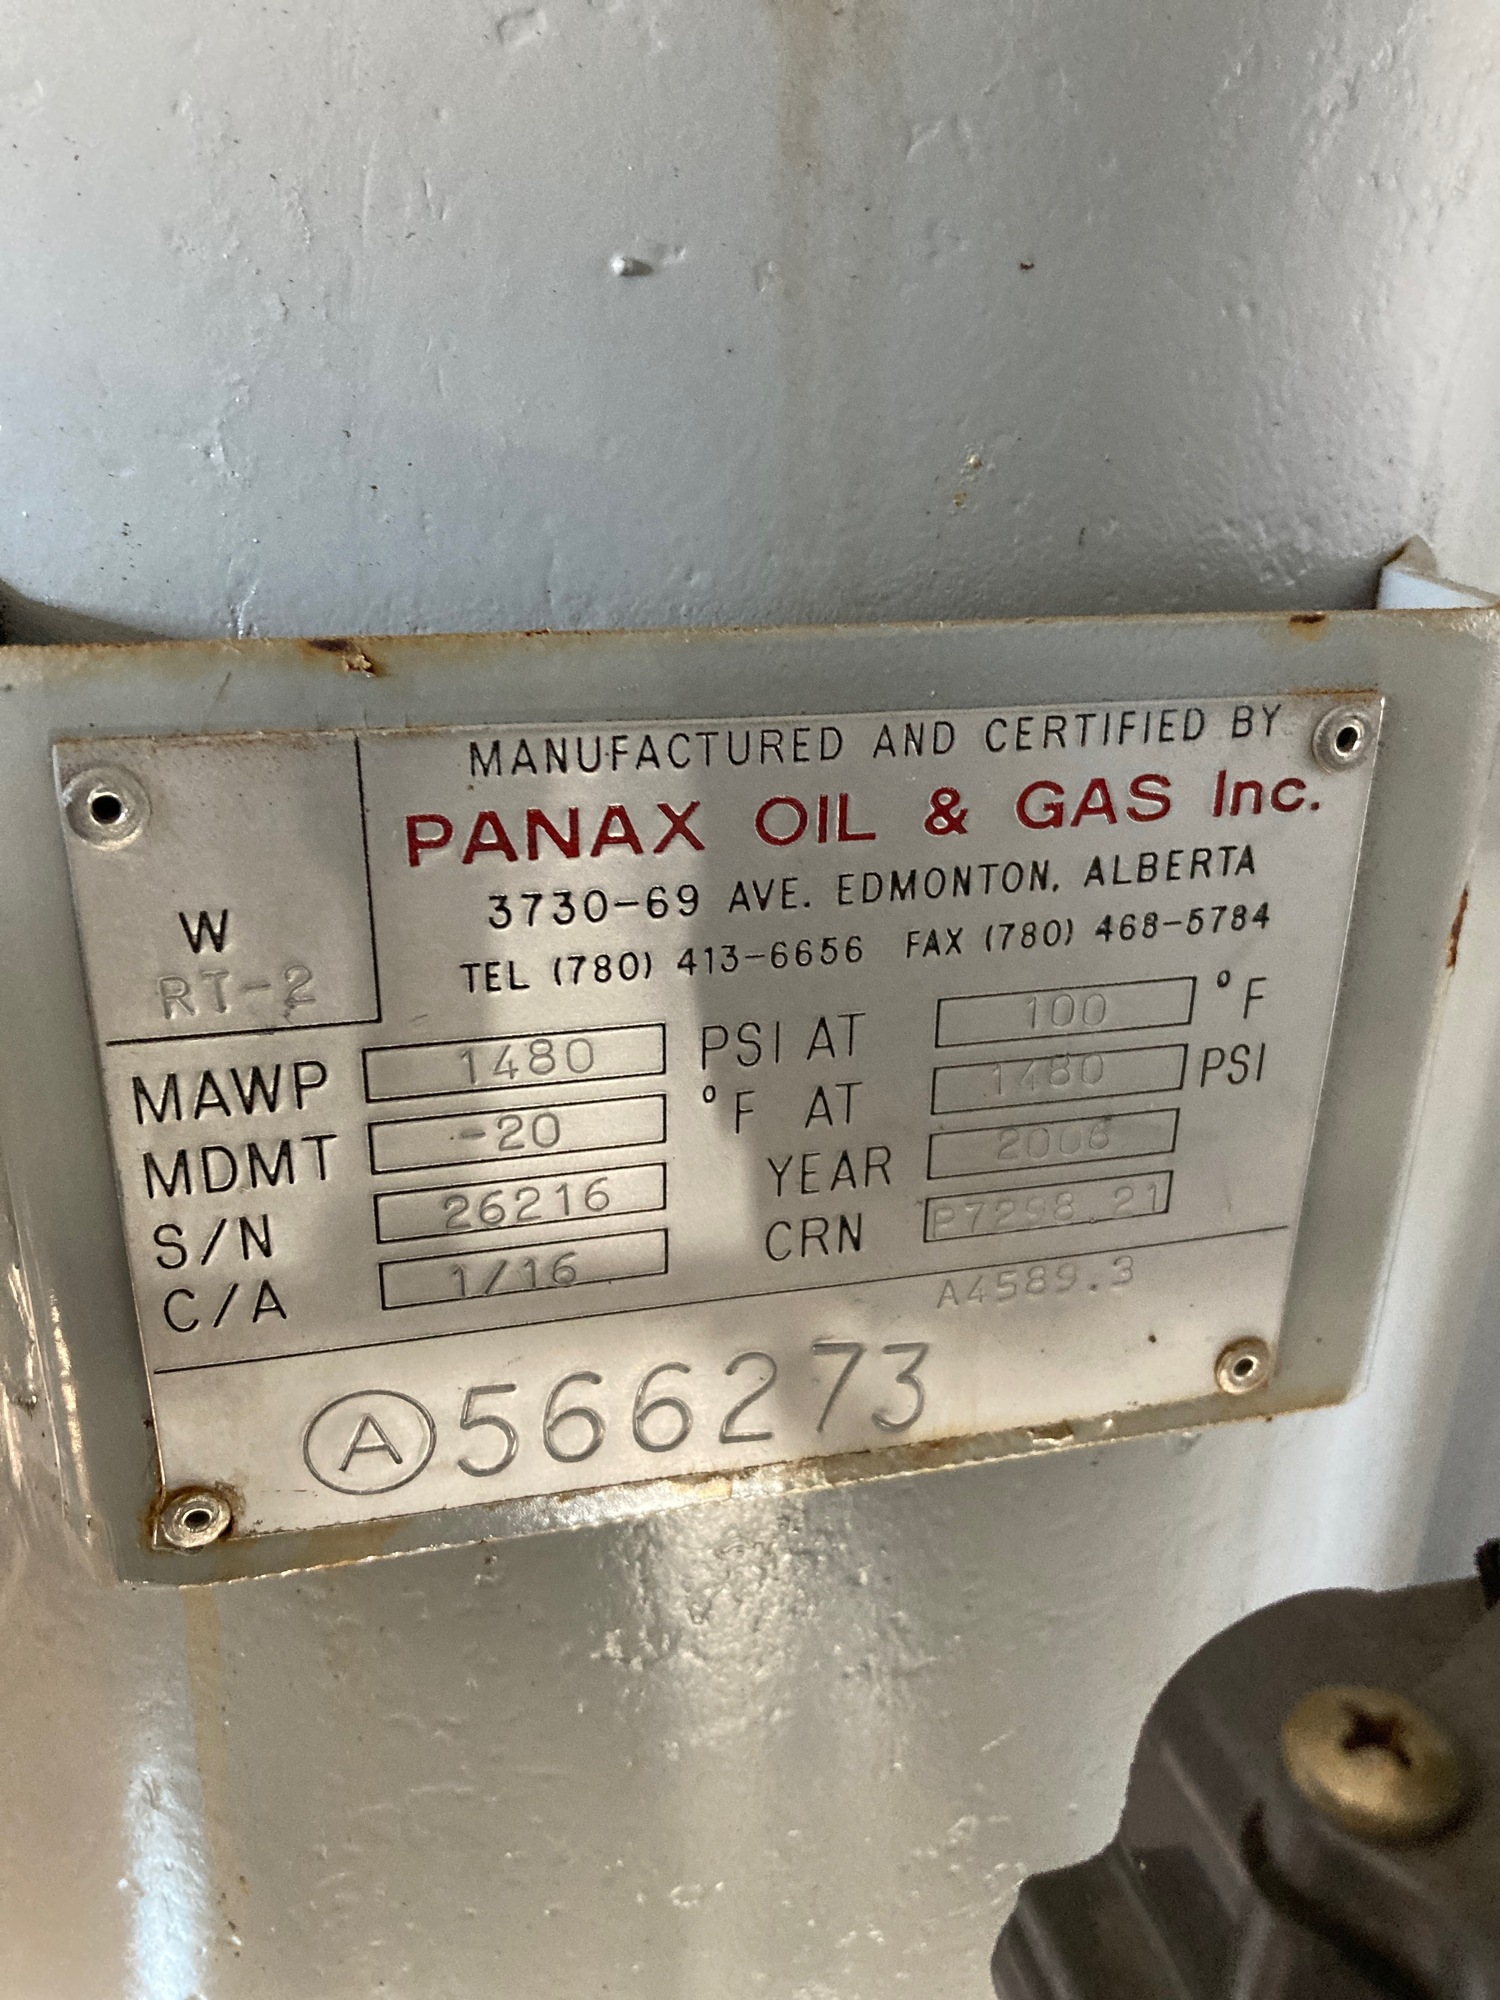 MANUFACTURED AND CERTIFIED BY
PANAX OIL & GAS Inc.
3730-69 AVE. EDMONTON, ALBERTA
TEL (780) 413-6656 FAX (780) 468-5784
W
RT-2
MAWP 1480 PSI AT 100 °F
MDMT -20 °F AT 1480 PSI
S/N 26216 YEAR 2006
C/A 1/16 CRN P7298.21
A4589.3
A 566273